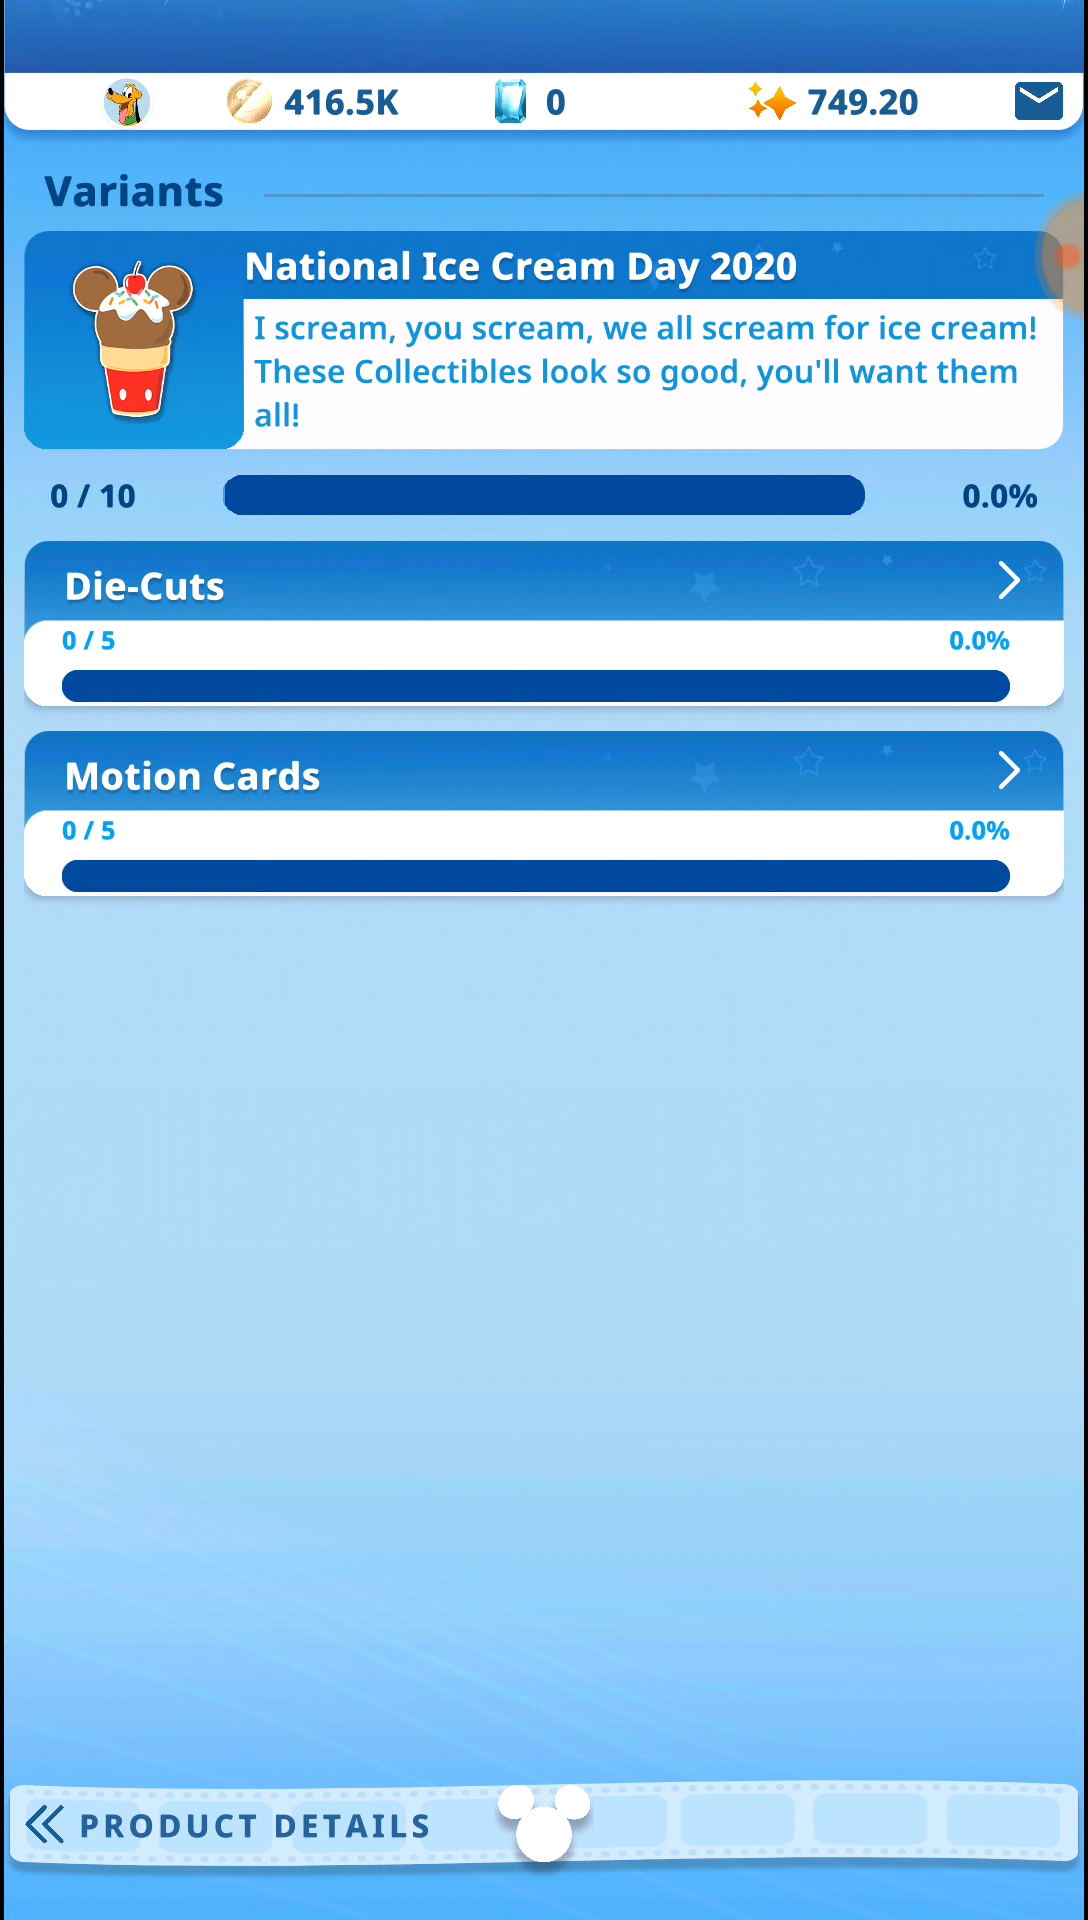 416.5K 0 749.20
Variants
National Ice Cream Day 2020
I scream, you scream, we all scream for ice cream!
These Collectibles look so good, you'll want them
all!
0 / 10 0.0%
Die-Cuts
0 / 5 0.0%
Motion Cards
0 / 5 0.0%
PRODUCT DETAILS